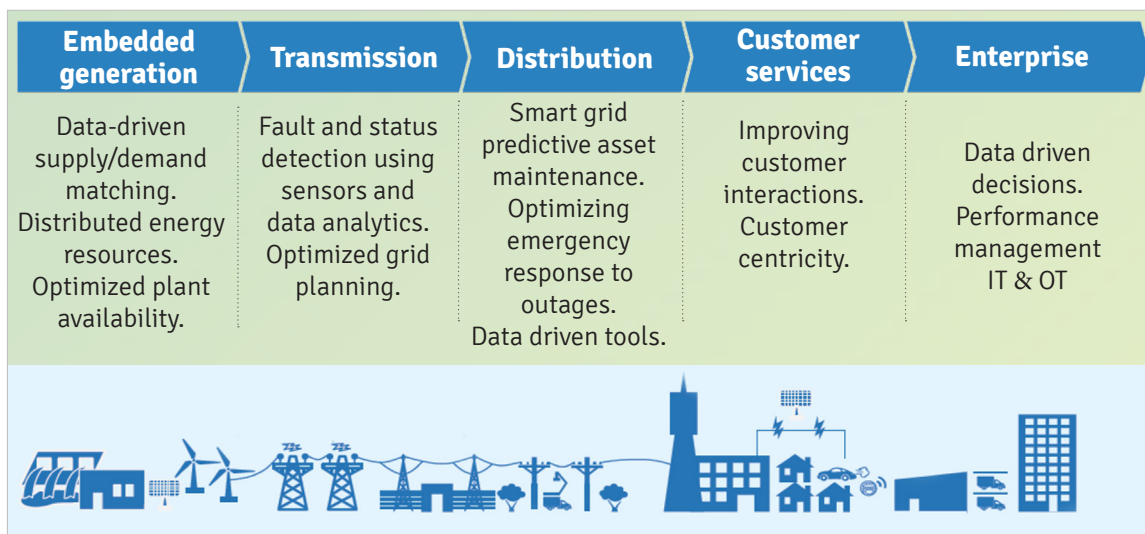 Embedded
generation
Transmission
Distribution
Customer
services
Enterprise
Data-driven
supply/demand
matching.
Distributed energy
resources.
Optimized plant
availability.
Fault and status
detection using
sensors and
data analytics.
Optimized grid
planning.
Smart grid
predictive asset
maintenance.
Optimizing
emergency
response to
outages.
Data driven tools.
Improving
customer
interactions.
Customer
centricity.
Data driven
decisions.
Performance
management
IT & OT